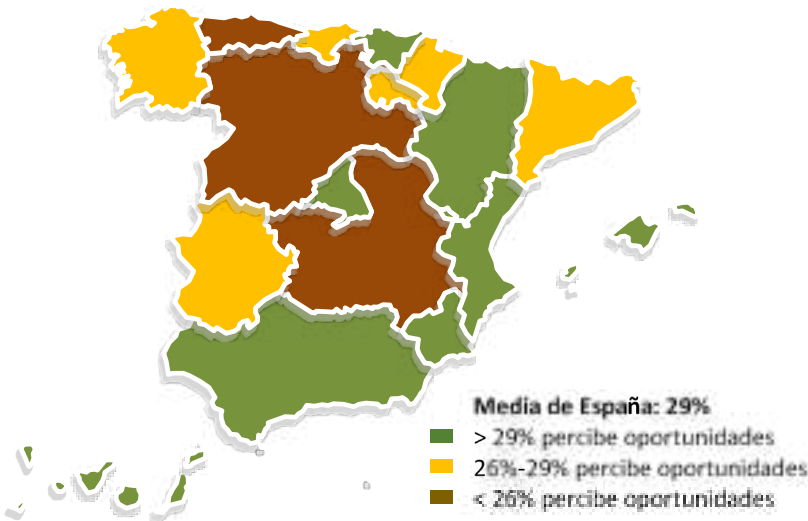 Media de España: 29%
> 29% percibe oportunidades
26%-29% percibe oportunidades
< 26% percibe oportunidades